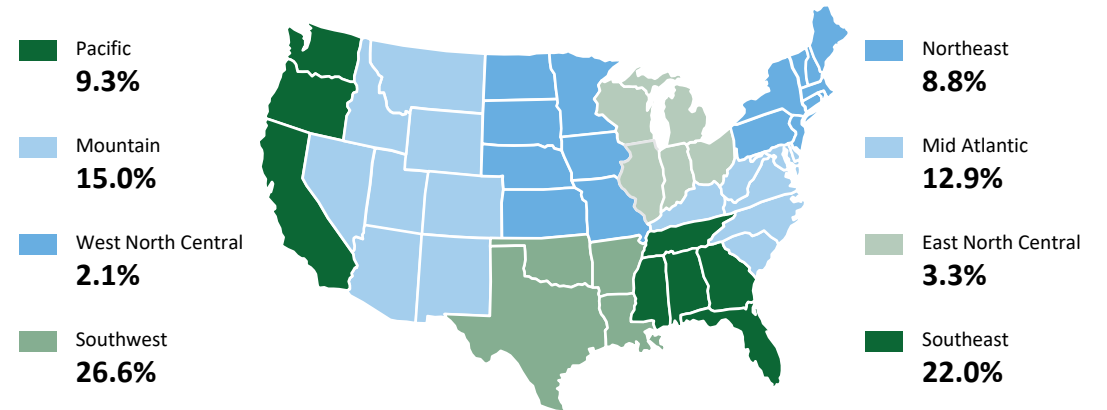 Pacific
9.3%
Mountain
15.0%
West North Central
2.1%
Southwest
26.6%
Northeast
8.8%
Mid Atlantic
12.9%
East North Central
3.3%
Southeast
22.0%